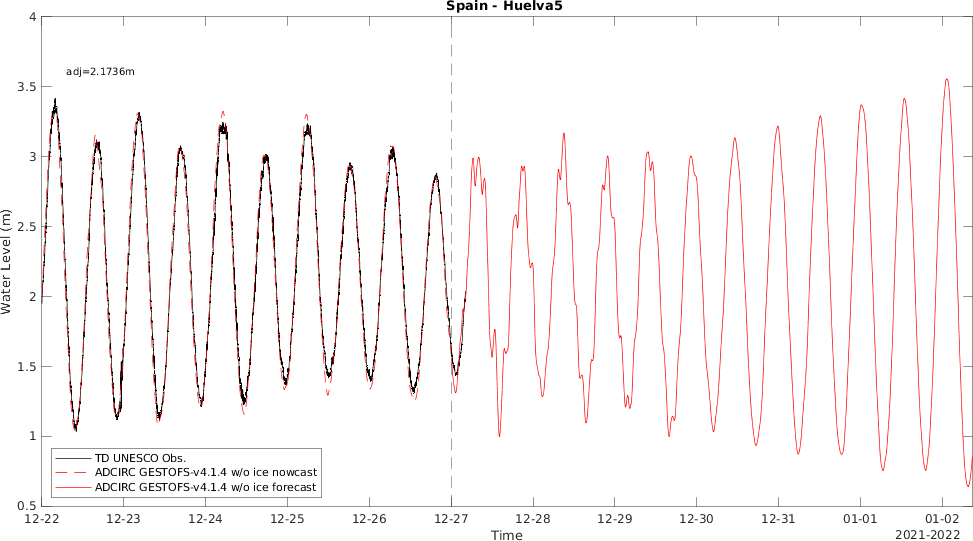 Spain - Huelva5
4
3.5
3
2.5
2
1.5
1
0.5
Water Level (m)
adj=2.1736m
TD UNESCO Obs.
ADCIRC GESTOFS-v4.1.4 w/o ice nowcast
ADCIRC GESTOFS-v4.1.4 w/o ice forecast
12-22 12-23 12-24 12-25 12-26 12-27 12-28 12-29 12-30 12-31 01-01 01-02
Time
2021-2022